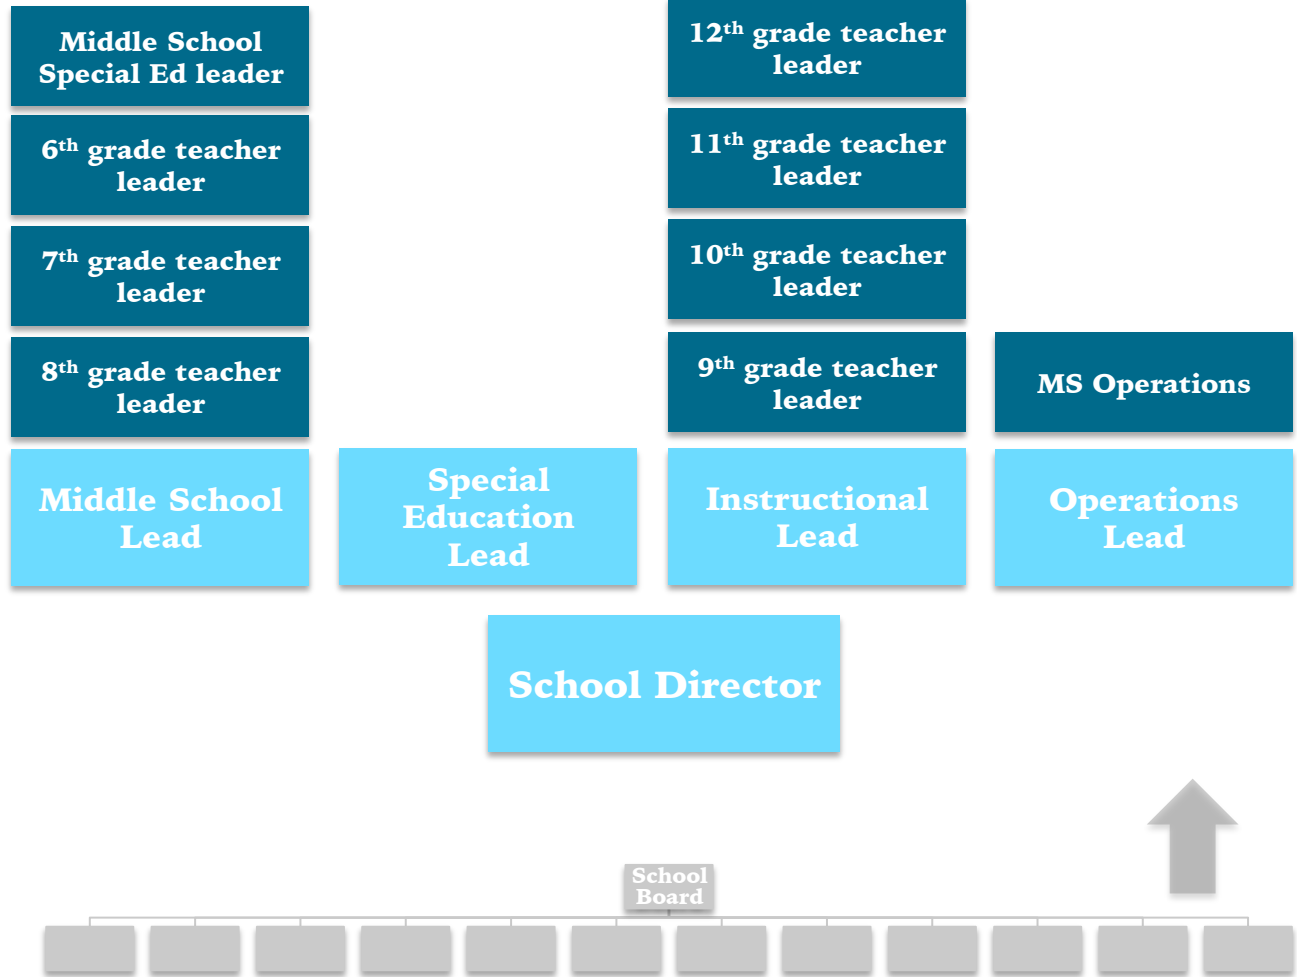 Middle School
Special Ed leader
6th grade teacher
leader
7th grade teacher
leader
8th grade teacher
leader
12th grade teacher
leader
11th grade teacher
leader
10th grade teacher
leader
9th grade teacher
leader
MS Operations
Middle School
Lead
Special
Education
Lead
Instructional
Lead
Operations
Lead
School Director
School
Board